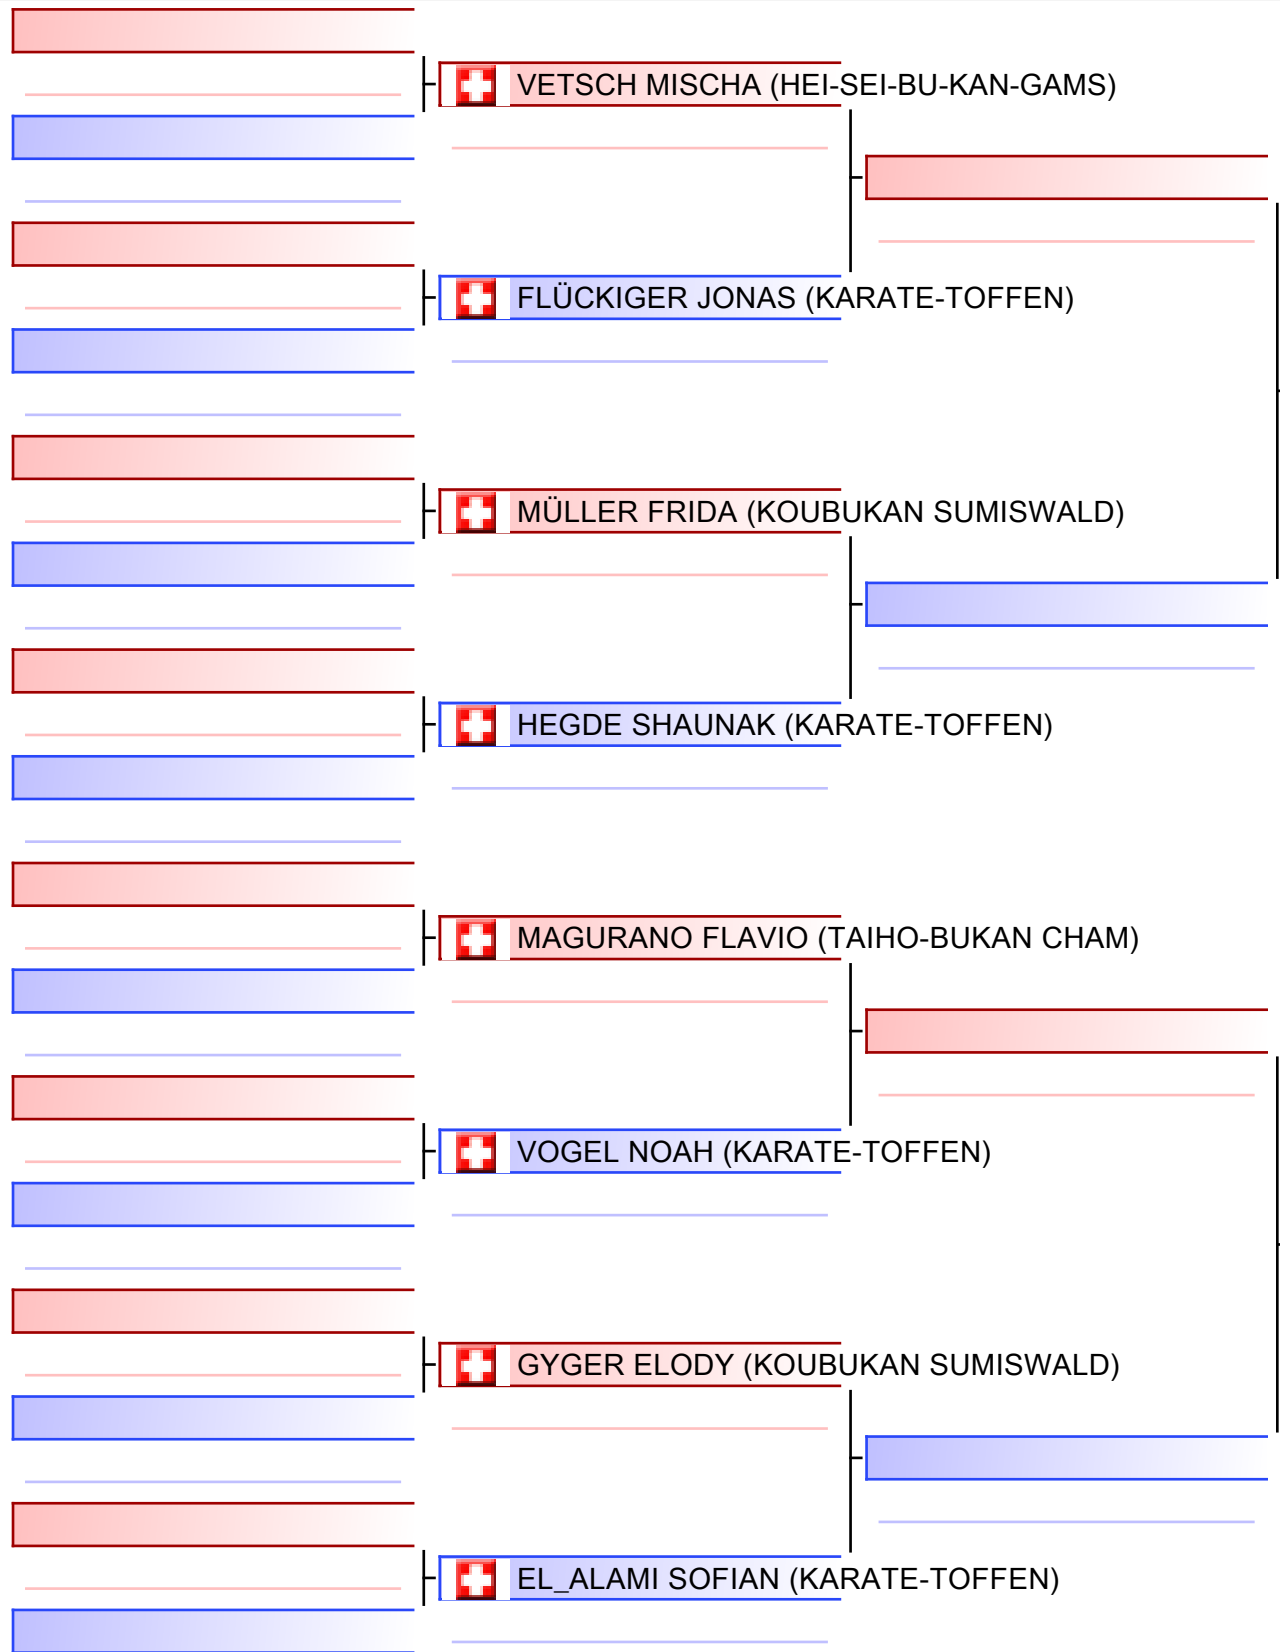 VETSCH MISCHA (HEI-SEI-BU-KAN-GAMS)
FLÜCKIGER JONAS (KARATE-TOFFEN)
MÜLLER FRIDA (KOUBUKAN SUMISWALD)
HEGDE SHAUNAK (KARATE-TOFFEN)
MAGURANO FLAVIO (TAIHO-BUKAN CHAM)
VOGEL NOAH (KARATE-TOFFEN)
GYGER ELODY (KOUBUKAN SUMISWALD)
EL_ALAMI SOFIAN (KARATE-TOFFEN)